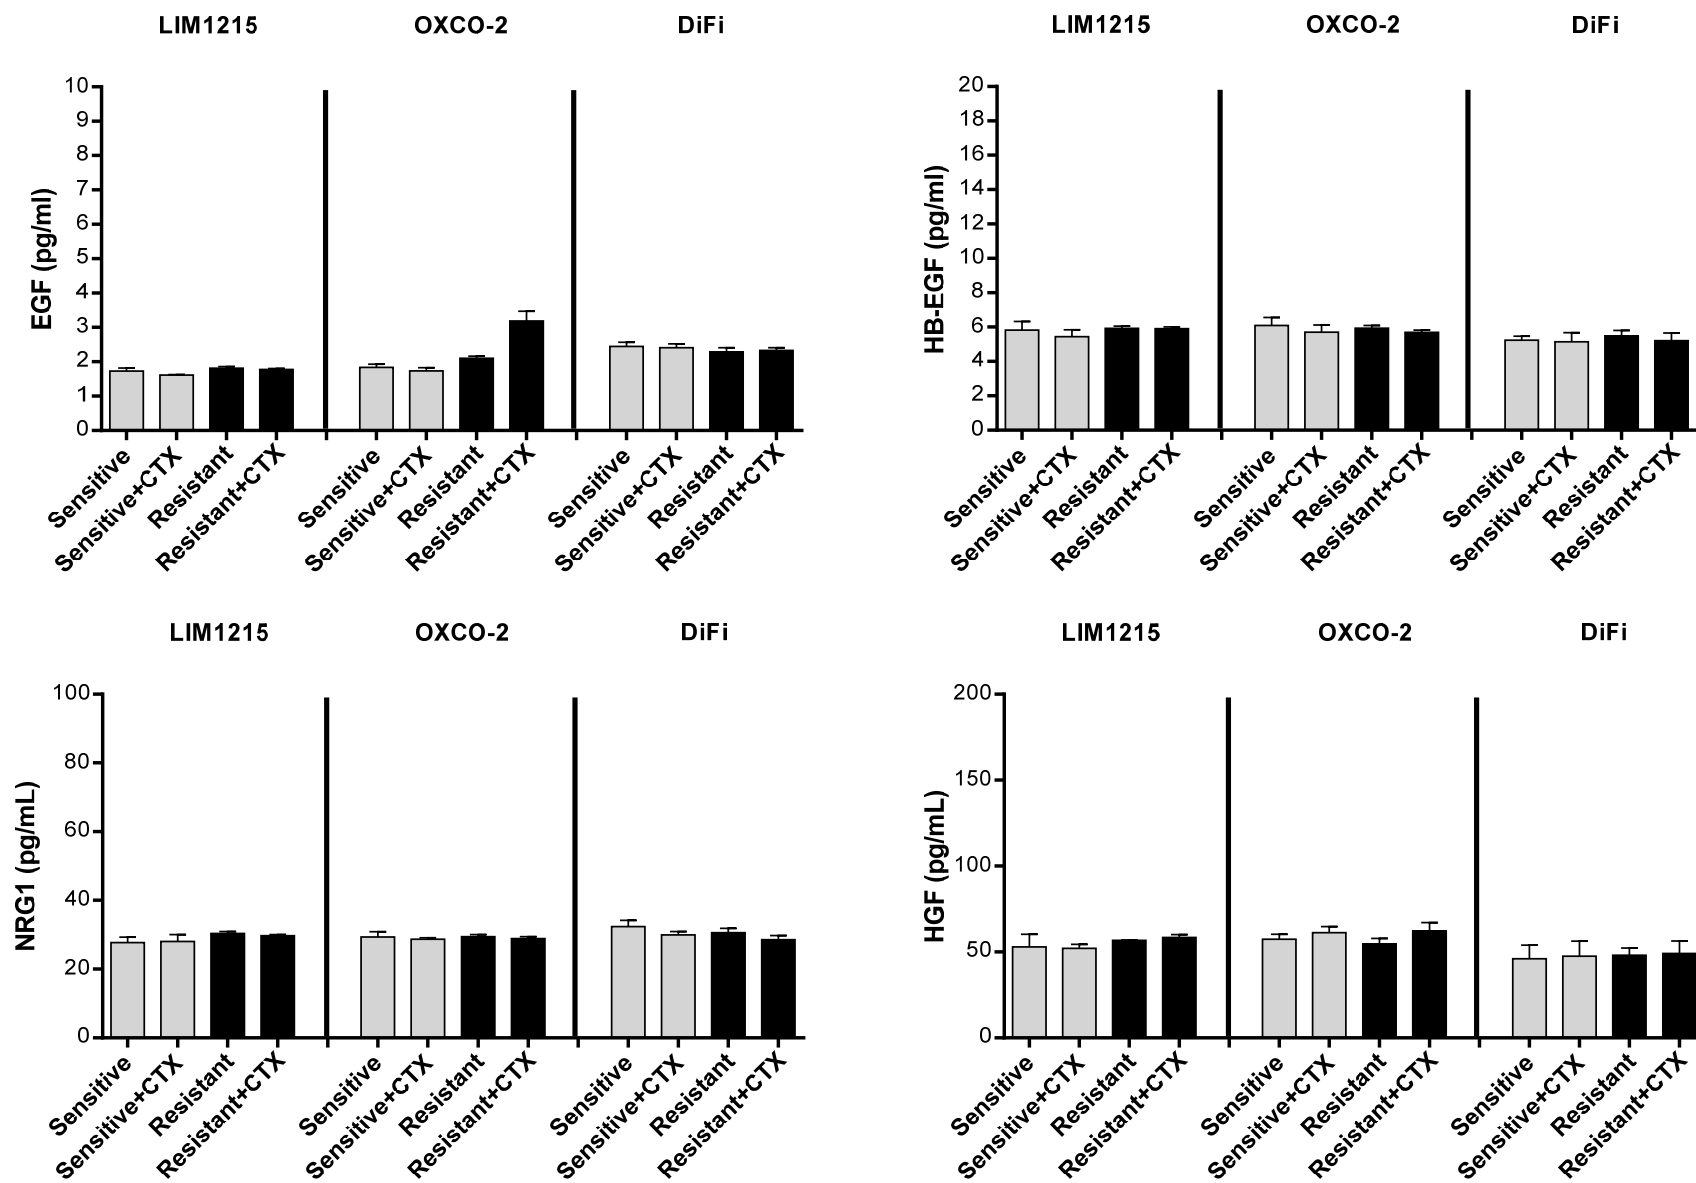 LIM1215 OXCO-2 DiFi
EGF (pg/ml)
10
9
8
7
6
5
4
3
2
1
0
Sensitive
Sensitive+CTX
Resistant
Resistant+CTX
Sensitive
Sensitive+CTX
Resistant
Resistant+CTX
Sensitive
Sensitive+CTX
Resistant
Resistant+CTX
LIM1215 OXCO-2 DiFi
HB-EGF (pg/ml)
20
18
16
14
12
10
8
6
4
2
0
Sensitive
Sensitive+CTX
Resistant
Resistant+CTX
Sensitive
Sensitive+CTX
Resistant
Resistant+CTX
Sensitive
Sensitive+CTX
Resistant
Resistant+CTX
LIM1215 OXCO-2 DiFi
NRG1 (pg/mL)
100
80
60
40
20
0
Sensitive
Sensitive+CTX
Resistant
Resistant+CTX
Sensitive
Sensitive+CTX
Resistant
Resistant+CTX
Sensitive
Sensitive+CTX
Resistant
Resistant+CTX
LIM1215 OXCO-2 DiFi
HGF (pg/mL)
200
150
100
50
0
Sensitive
Sensitive+CTX
Resistant
Resistant+CTX
Sensitive
Sensitive+CTX
Resistant
Resistant+CTX
Sensitive
Sensitive+CTX
Resistant
Resistant+CTX